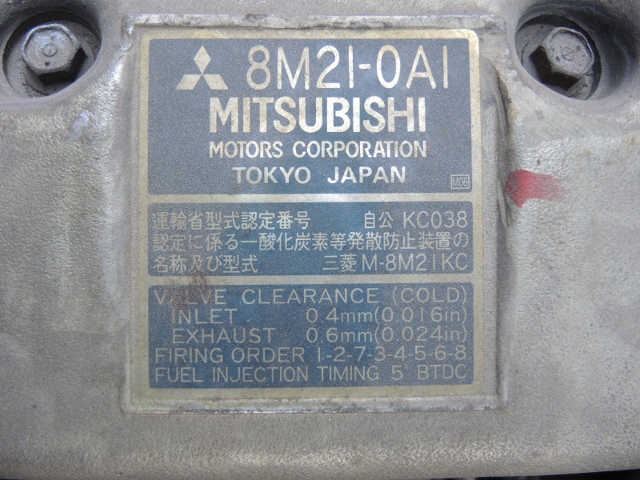 8M21-0A1
MITSUBISHI
MOTORS CORPORATION
TOKYO JAPAN
M06
運輸省型式認定番号 自公 KC038
認定に係る一酸化炭素等発散防止装置の
名称及び型式 三菱 M-8M21KC
VALVE CLEARANCE (COLD)
INLET 0.4mm(0.016in)
EXHAUST 0.6mm(0.024in)
FIRING ORDER 1-2-7-3-4-5-6-8
FUEL INJECTION TIMING 5° BTDC